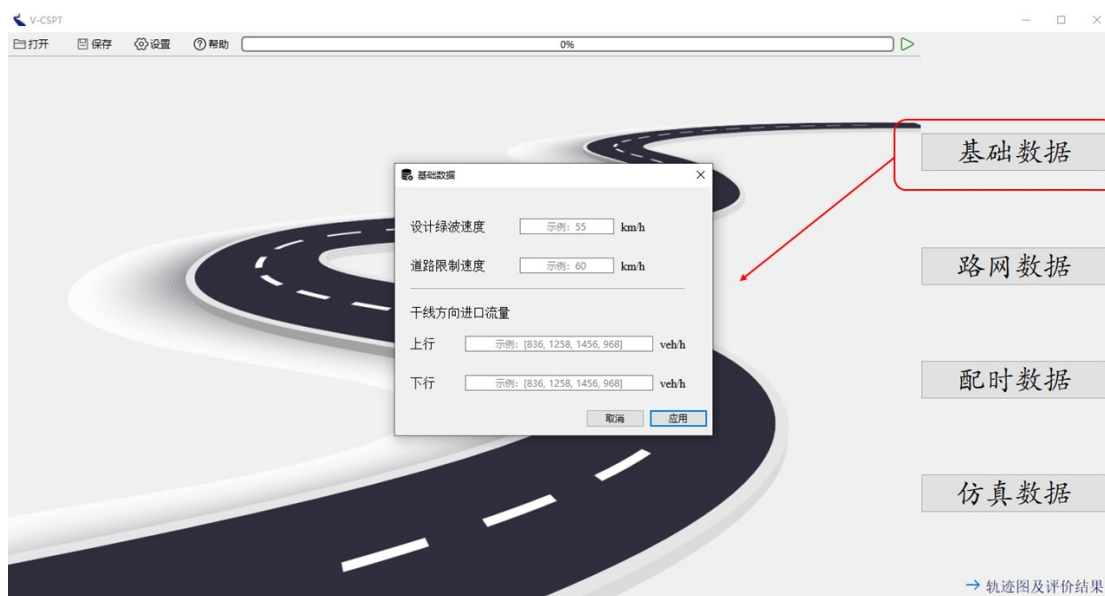 V-CSPT
打开 保存 设置 帮助 0%
基础数据
基础数据
设计绿波速度 示例: 55 km/h
道路限制速度 示例: 60 km/h
干线方向进口流量
上行 示例: [836, 1258, 1456, 968] veh/h
下行 示例: [836, 1258, 1456, 968] veh/h
取消 应用
路网数据
配时数据
仿真数据
轨迹图及评价结果